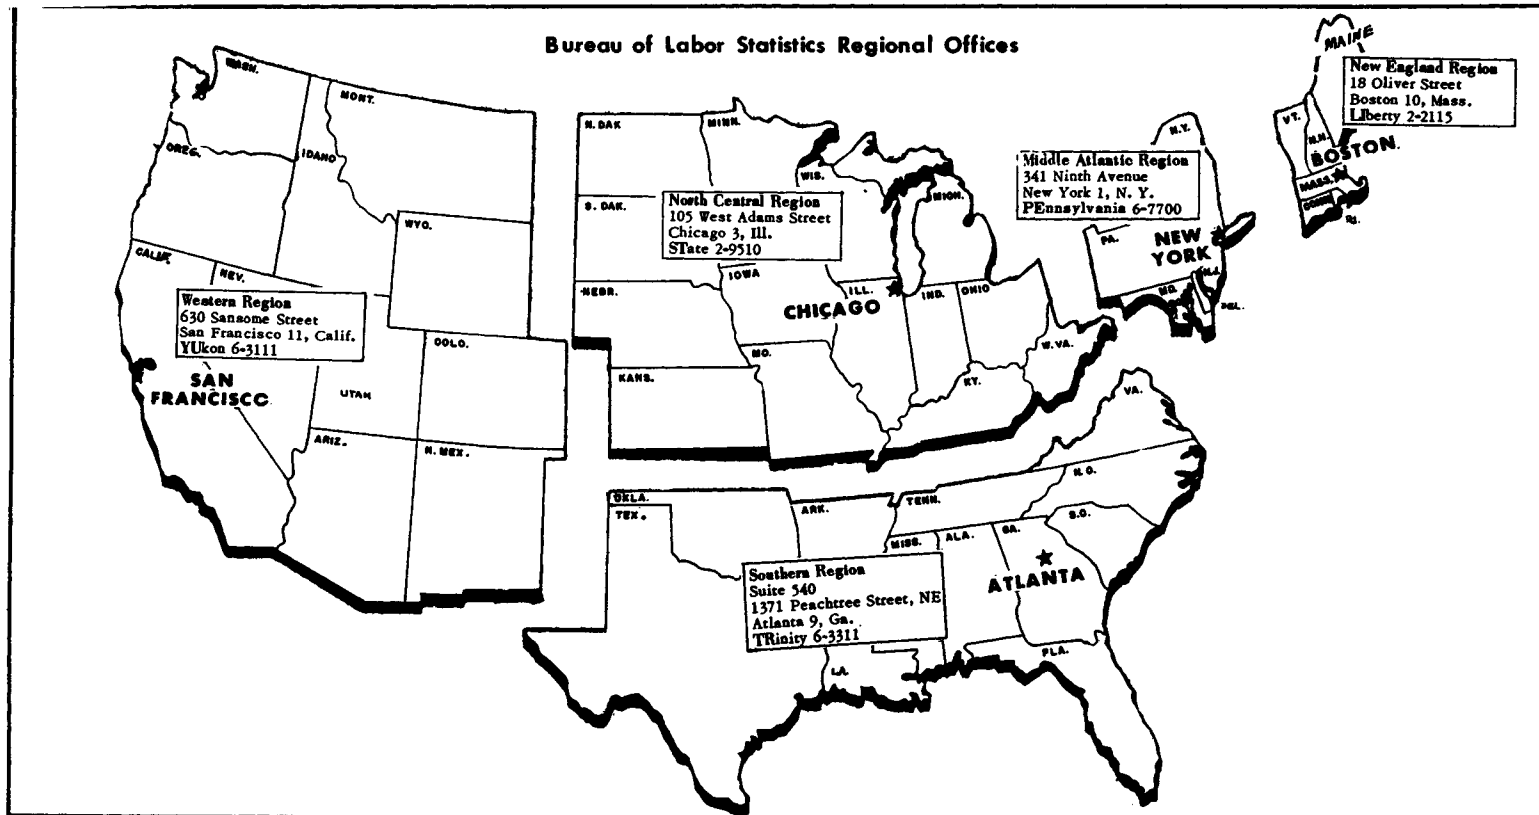 Bureau of Labor Statistics Regional Offices
MAINE
New England Region
18 Oliver Street
Boston 10, Mass.
LIberty 2-2115
VT.
N.H.
BOSTON
MASS.
CONN.
R.I.
WASH.
MONT.
OREG.
IDAHO
WYO.
CALIF.
NEV.
Western Region
630 Sansome Street
San Francisco 11, Calif.
YUkon 6-3111
SAN
FRANCISCO
UTAH
COLO.
ARIZ.
N. MEX.
N. DAK
MINN.
WIS.
S. DAK.
MICH.
North Central Region
105 West Adams Street
Chicago 3, Ill.
STate 2-9510
IOWA
NEBR.
ILL.
IND.
OHIO
CHICAGO
MO.
KANS.
KY.
W. VA.
N.Y.
Middle Atlantic Region
341 Ninth Avenue
New York 1, N. Y.
PEnnsylvania 6-7700
PA.
NEW
YORK
N.J.
MD.
DEL.
VA.
N.C.
OKLA.
TEX.
ARK.
TENN.
S.C.
MISS.
ALA.
GA.
ATLANTA
Southern Region
Suite 540
1371 Peachtree Street, NE
Atlanta 9, Ga.
TRinity 6-3311
LA.
FLA.